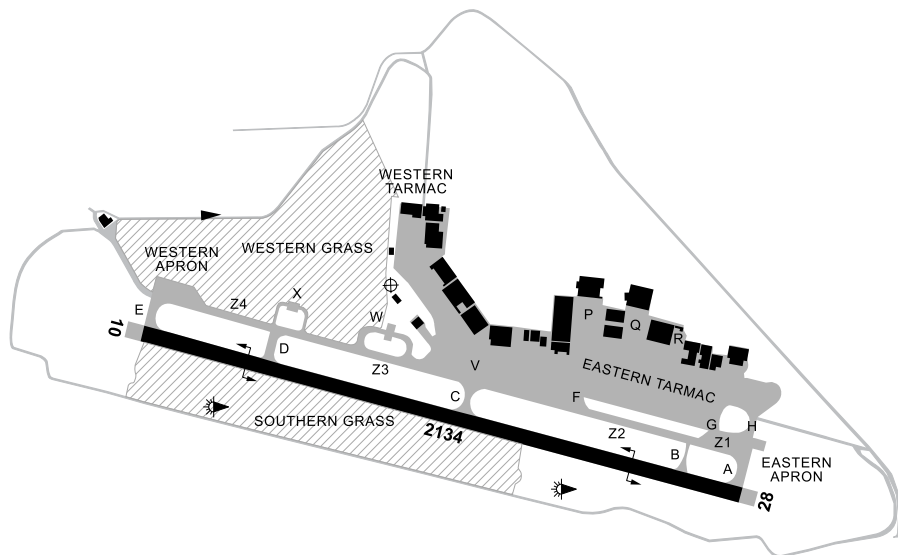 WESTERN
TARMAC
WESTERN GRASS
WESTERN
APRON
X
Z4
E
P
W
Q
10
R
D
V
Z3
EASTERN TARMAC
C
F
SOUTHERN GRASS
G
H
2134
Z2
Z1
B
A
EASTERN
APRON
28